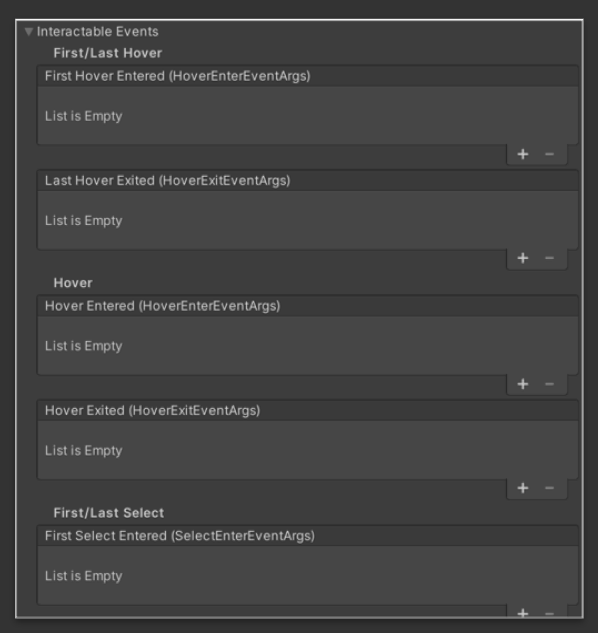 Interactable Events
First/Last Hover
First Hover Entered (HoverEnterEventArgs)
List is Empty
+ −
Last Hover Exited (HoverExitEventArgs)
List is Empty
+ −
Hover
Hover Entered (HoverEnterEventArgs)
List is Empty
+ −
Hover Exited (HoverExitEventArgs)
List is Empty
+ −
First/Last Select
First Select Entered (SelectEnterEventArgs)
List is Empty
+ −